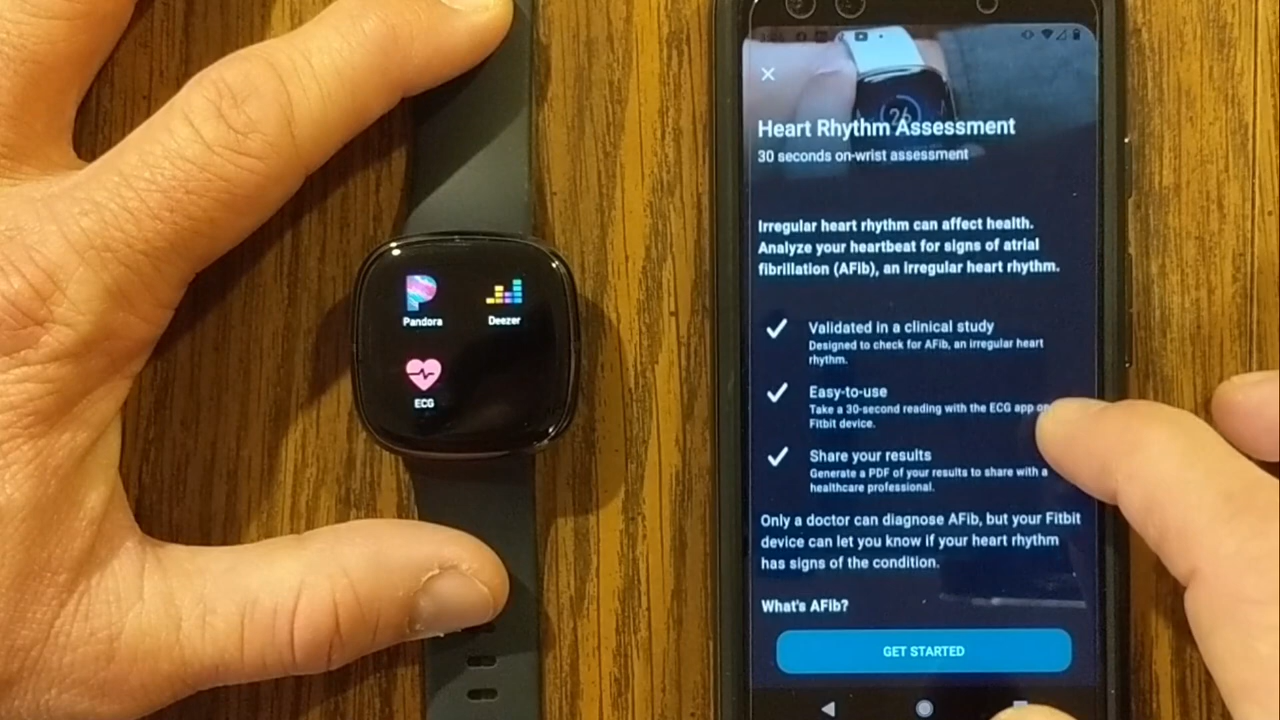 Pandora
Deezer
ECG
26
Heart Rhythm Assessment
30 seconds on-wrist assessment
Irregular heart rhythm can affect health.
Analyze your heartbeat for signs of atrial
fibrillation (AFib), an irregular heart rhythm.
Validated in a clinical study
Designed to check for AFib, an irregular heart
rhythm.
Easy-to-use
Take a 30-second reading with the ECG app on
Fitbit device.
Share your results
Generate a PDF of your results to share with a
healthcare professional.
Only a doctor can diagnose AFib, but your Fitbit
device can let you know if your heart rhythm
has signs of the condition.
What's AFib?
GET STARTED